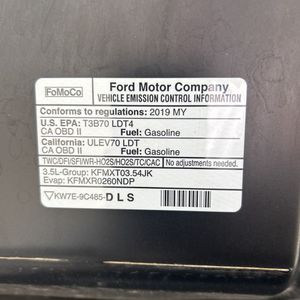 FoMoCo
Ford Motor Company
VEHICLE EMISSION CONTROL INFORMATION
Conforms to regulations: 2019 MY
U.S. EPA: T3B70 LDT4
CA OBD II Fuel: Gasoline
California: ULEV70 LDT
CA OBD II Fuel: Gasoline
TWC/DFI/SFI/WR-HO2S/HO2S/TC/CAC No adjustments needed.
3.5L-Group: KFMXT03.54JK
Evap: KFMXR0260NDP
KW7E-9C485-DLS